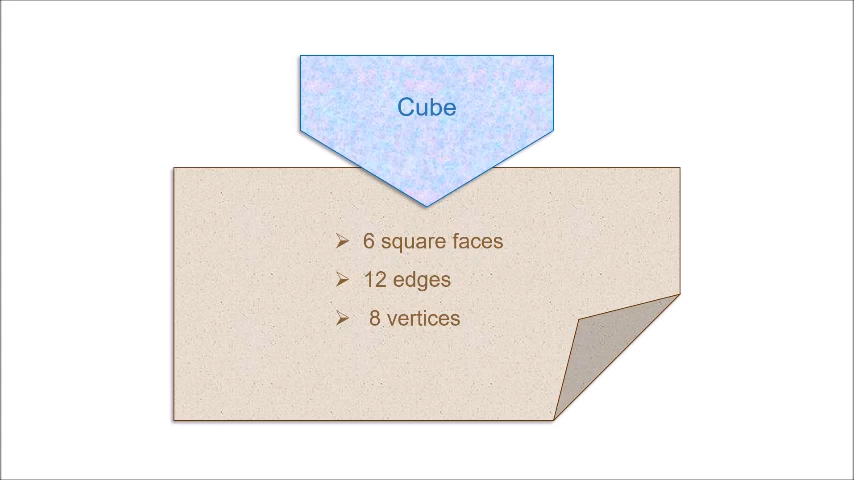 Cube
➢ 6 square faces
➢ 12 edges
➢ 8 vertices